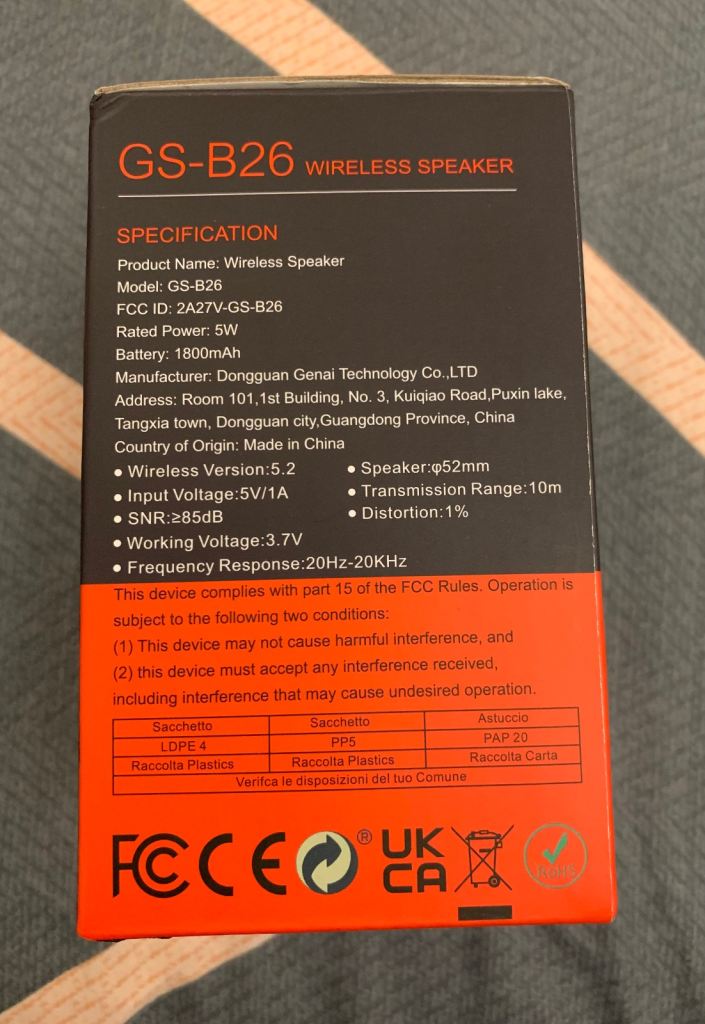 GS-B26 WIRELESS SPEAKER
SPECIFICATION
Product Name: Wireless Speaker
Model: GS-B26
FCC ID: 2A27V-GS-B26
Rated Power: 5W
Battery: 1800mAh
Manufacturer: Dongguan Genai Technology Co.,LTD
Address: Room 101,1st Building, No. 3, Kuiqiao Road,Puxin lake,
Tangxia town, Dongguan city,Guangdong Province, China
Country of Origin: Made in China
• Wireless Version:5.2
• Input Voltage:5V/1A
• SNR:≥85dB
• Working Voltage:3.7V
• Frequency Response:20Hz-20KHz
• Speaker:φ52mm
• Transmission Range:10m
• Distortion:1%
This device complies with part 15 of the FCC Rules. Operation is
subject to the following two conditions:
(1) This device may not cause harmful interference, and
(2) this device must accept any interference received,
including interference that may cause undesired operation.
Sacchetto Sacchetto Astuccio
LDPE 4 PP5 PAP 20
Raccolta Plastics Raccolta Plastics Raccolta Carta
Verifca le disposizioni del tuo Comune
FCC CE ® UK
CA
RoHS